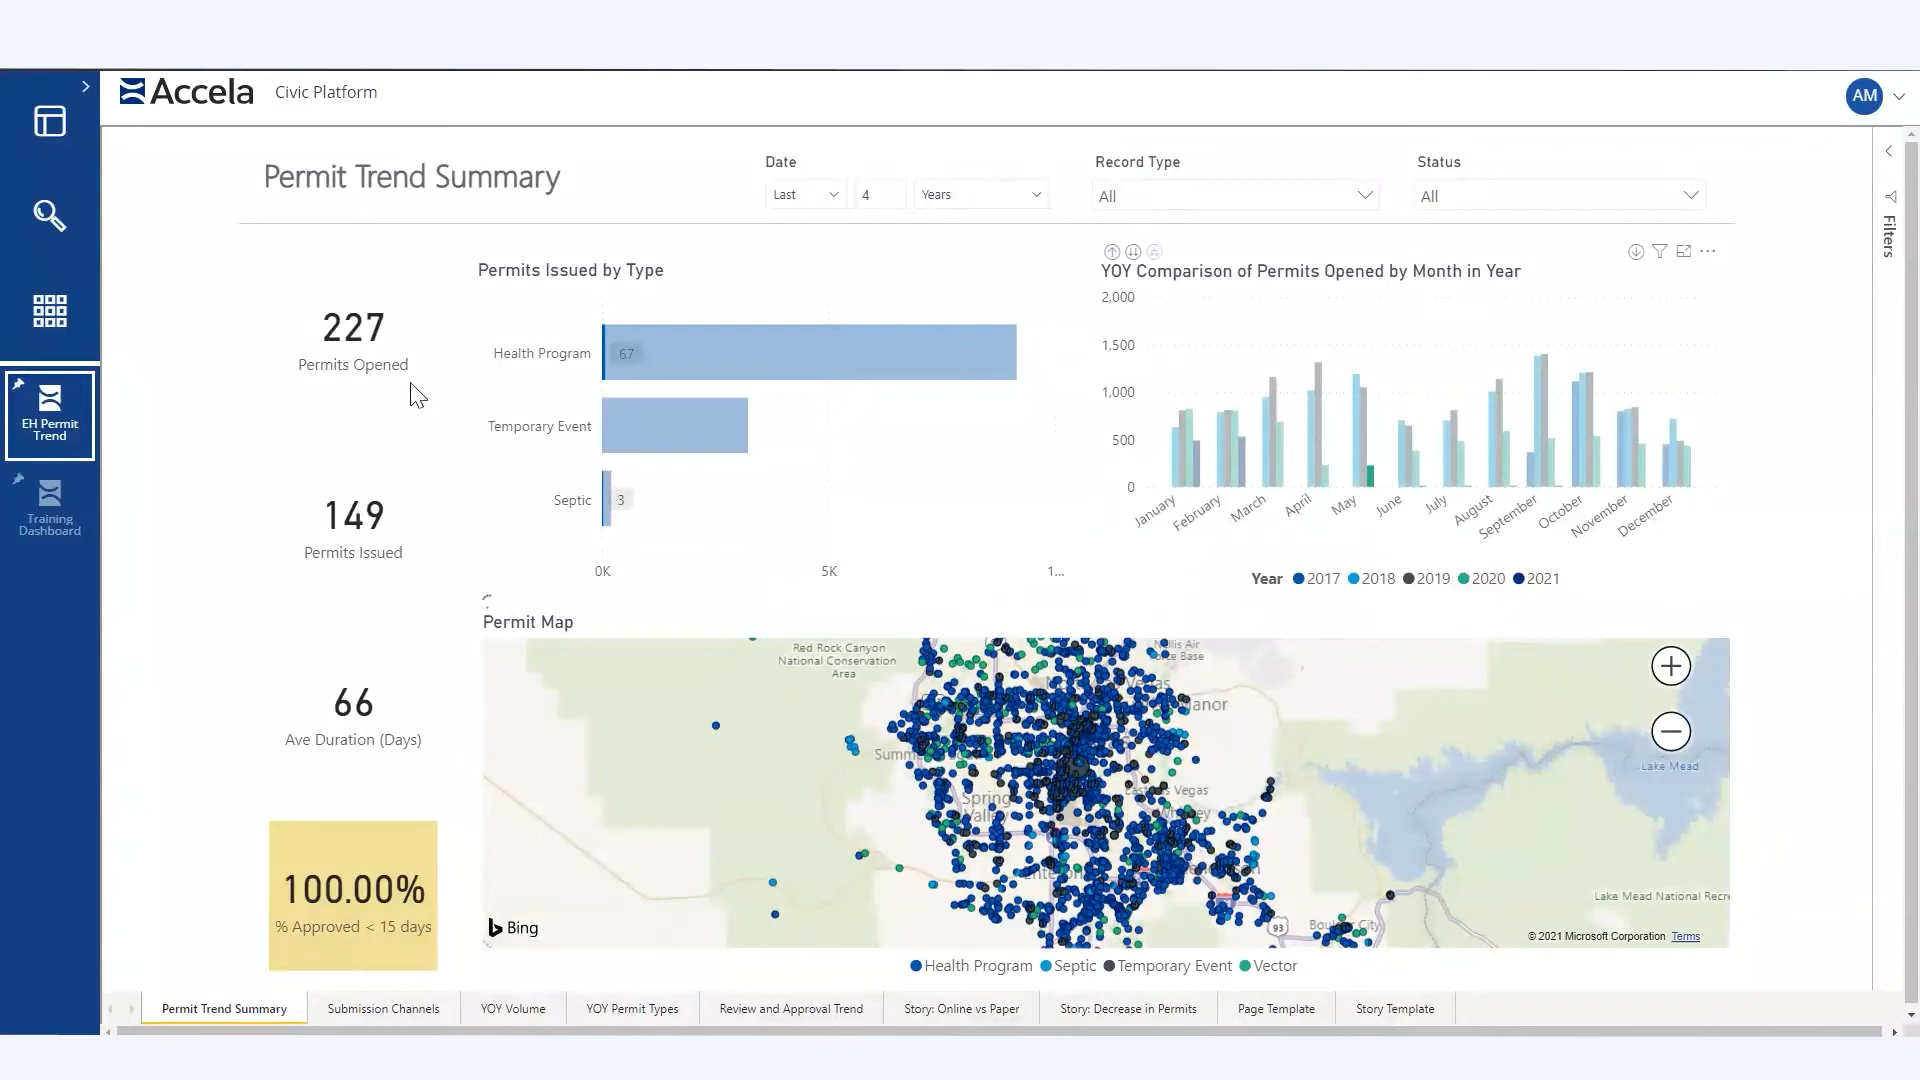 Accela Civic Platform
AM
EH Permit
Trend
Training
Dashboard
Permit Trend Summary
Date
Last
4
Years
Record Type
All
Status
All
Filters
227
Permits Opened
149
Permits Issued
66
Ave Duration (Days)
100.00%
% Approved < 15 days
Permits Issued by Type
Health Program
67
Temporary Event
Septic
3
0K
5K
1...
YOY Comparison of Permits Opened by Month in Year
2,000
1,500
1,000
500
0
January
February
March
April
May
June
July
August
September
October
November
December
Year
2017
2018
2019
2020
2021
Permit Map
Red Rock Canyon
National Conservation
Area
Spring
Valley
Lake Mead
Lake Mead National Recre
93
Bing
© 2021 Microsoft Corporation Terms
Health Program
Septic
Temporary Event
Vector
Permit Trend Summary
Submission Channels
YOY Volume
YOY Permit Types
Review and Approval Trend
Story: Online vs Paper
Story: Decrease in Permits
Page Template
Story Template